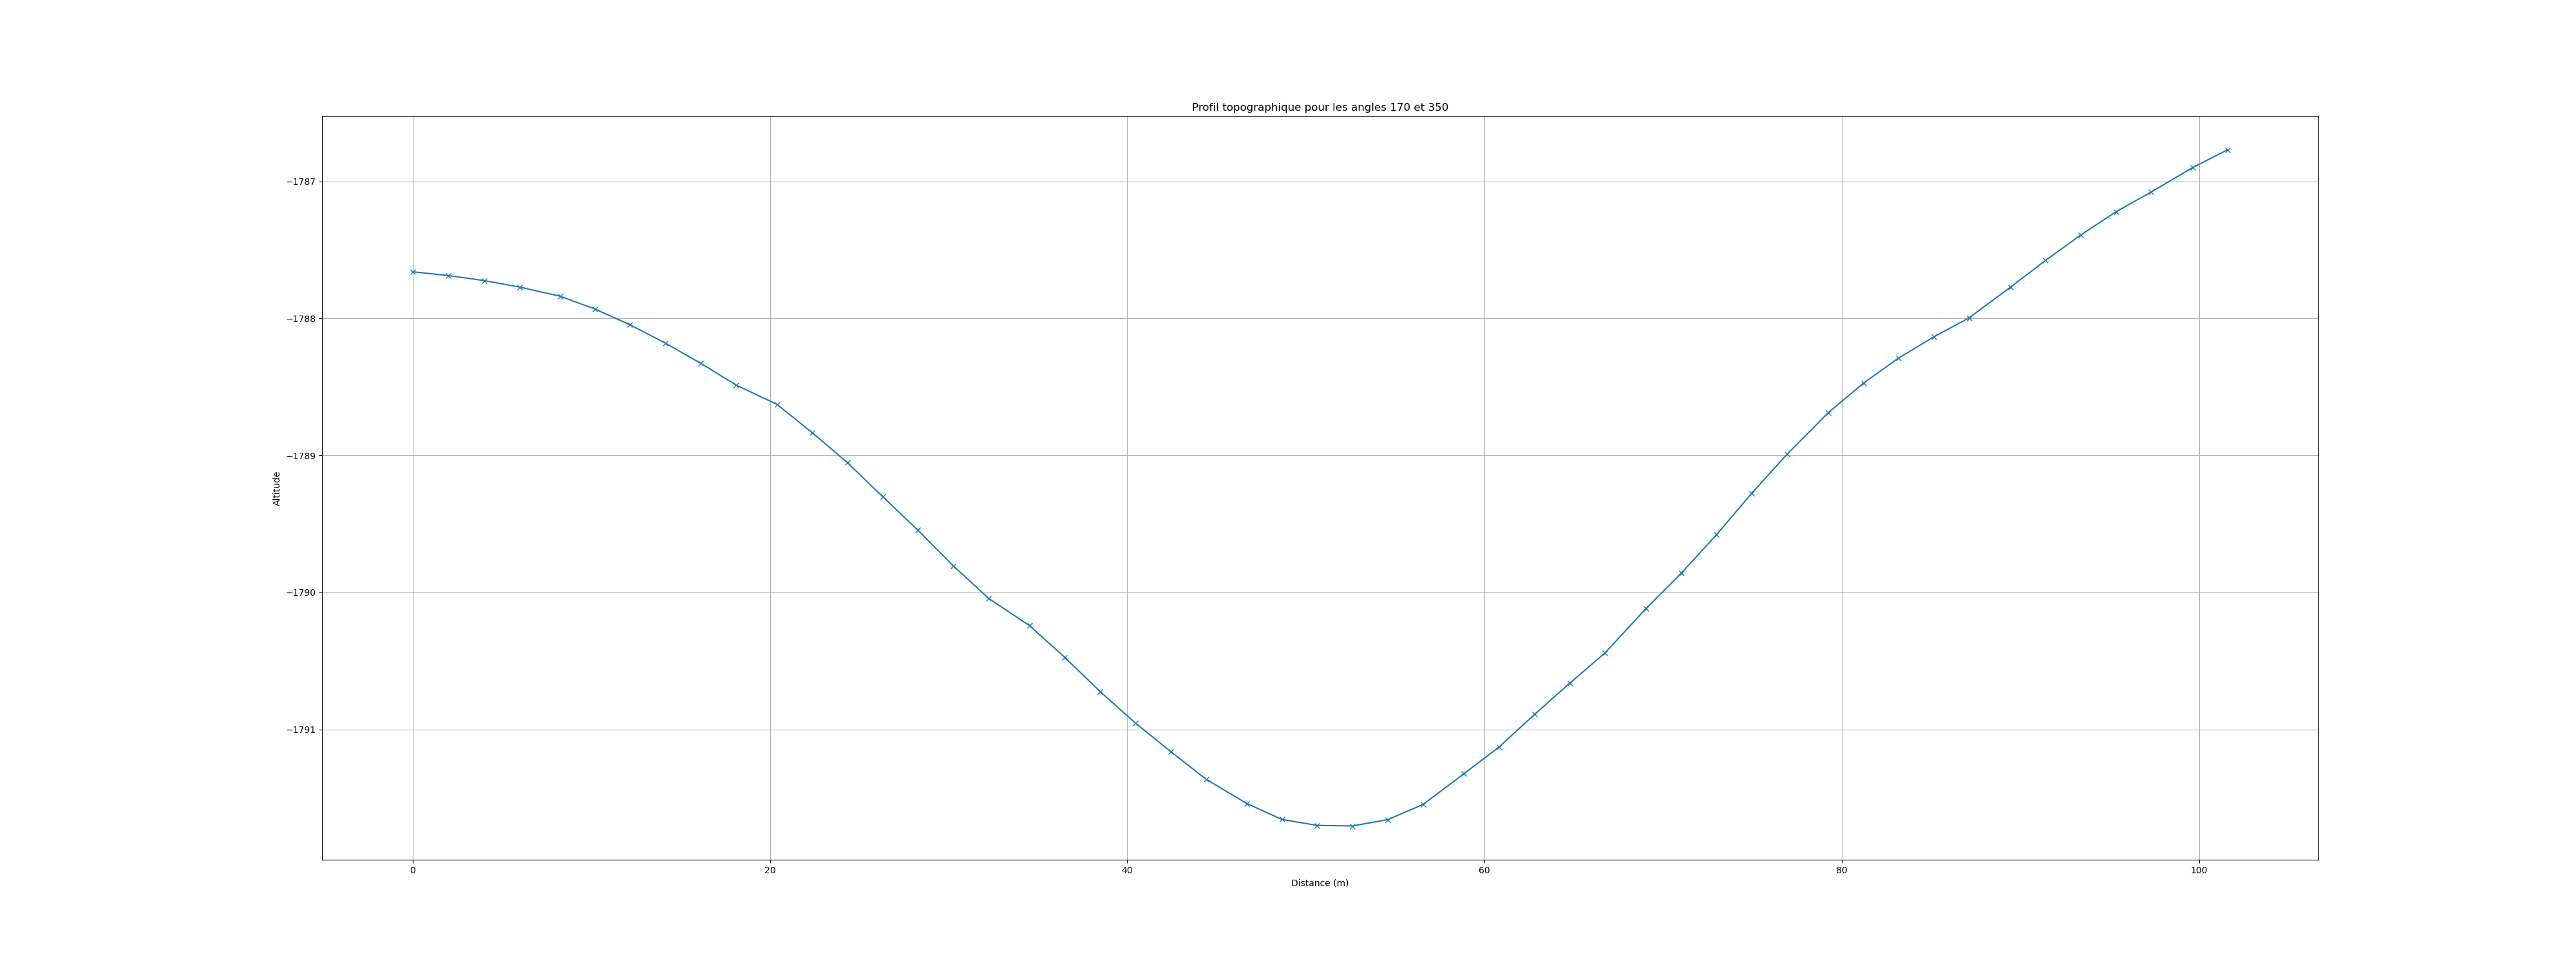 Profil topographique pour les angles 170 et 350
Altitude
−1787
−1788
−1789
−1790
−1791
0 20 40 60 80 100
Distance (m)